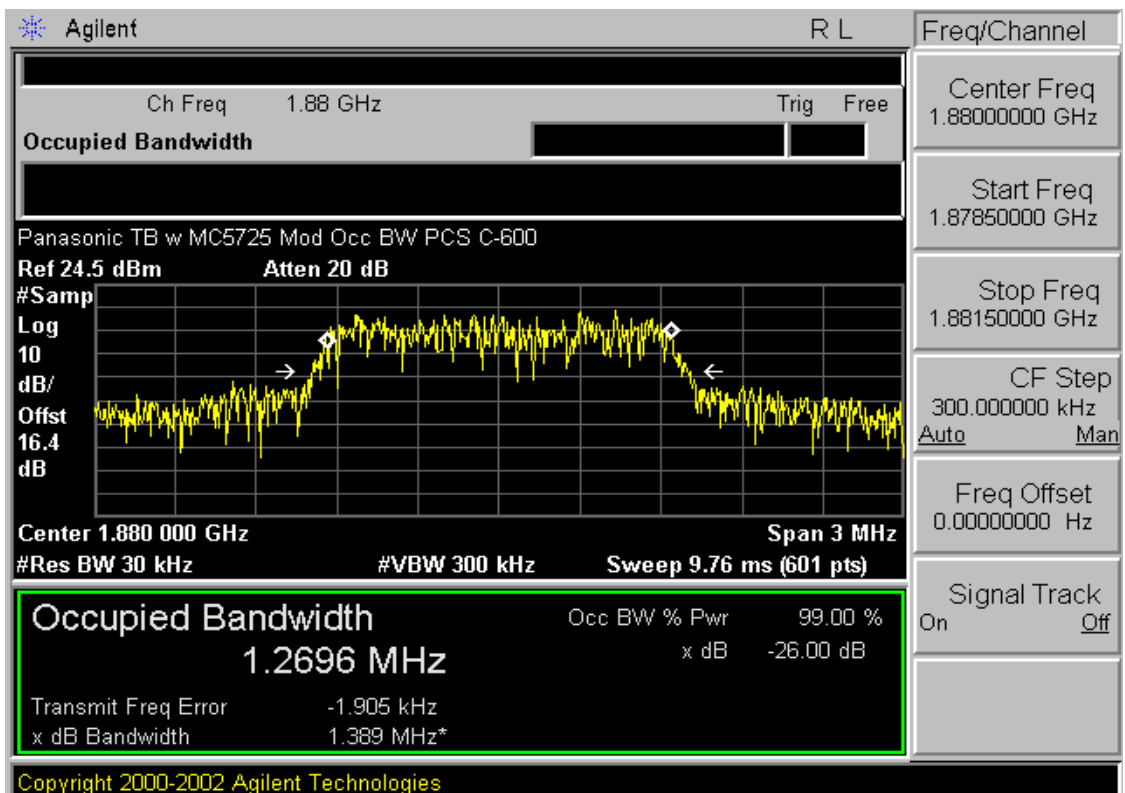 Agilent R L
Freq/Channel
Ch Freq 1.88 GHz Trig Free
Occupied Bandwidth
Panasonic TB w MC5725 Mod Occ BW PCS C-600
Ref 24.5 dBm Atten 20 dB
#Samp
Log
10
dB/
Offst
16.4
dB
Center 1.880 000 GHz Span 3 MHz
#Res BW 30 kHz #VBW 300 kHz Sweep 9.76 ms (601 pts)
Occupied Bandwidth
1.2696 MHz
Occ BW % Pwr 99.00 %
x dB -26.00 dB
Transmit Freq Error -1.905 kHz
x dB Bandwidth 1.389 MHz*
Copyright 2000-2002 Agilent Technologies
Center Freq
1.88000000 GHz
Start Freq
1.87850000 GHz
Stop Freq
1.88150000 GHz
CF Step
300.000000 kHz
Auto Man
Freq Offset
0.00000000 Hz
Signal Track
On Off